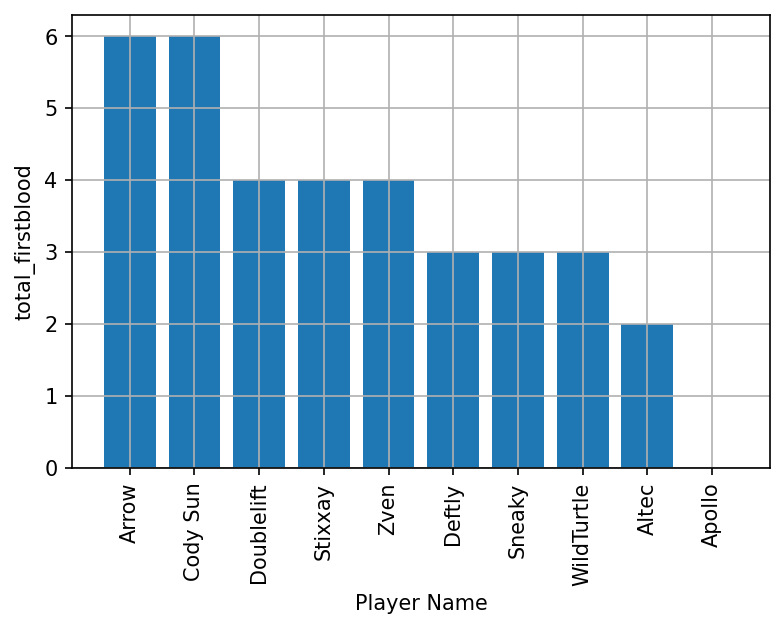 6
5
4
3
2
1
0
total_firstblood
Arrow
Cody Sun
Doublelift
Stixxay
Zven
Deftly
Sneaky
WildTurtle
Altec
Apollo
Player Name